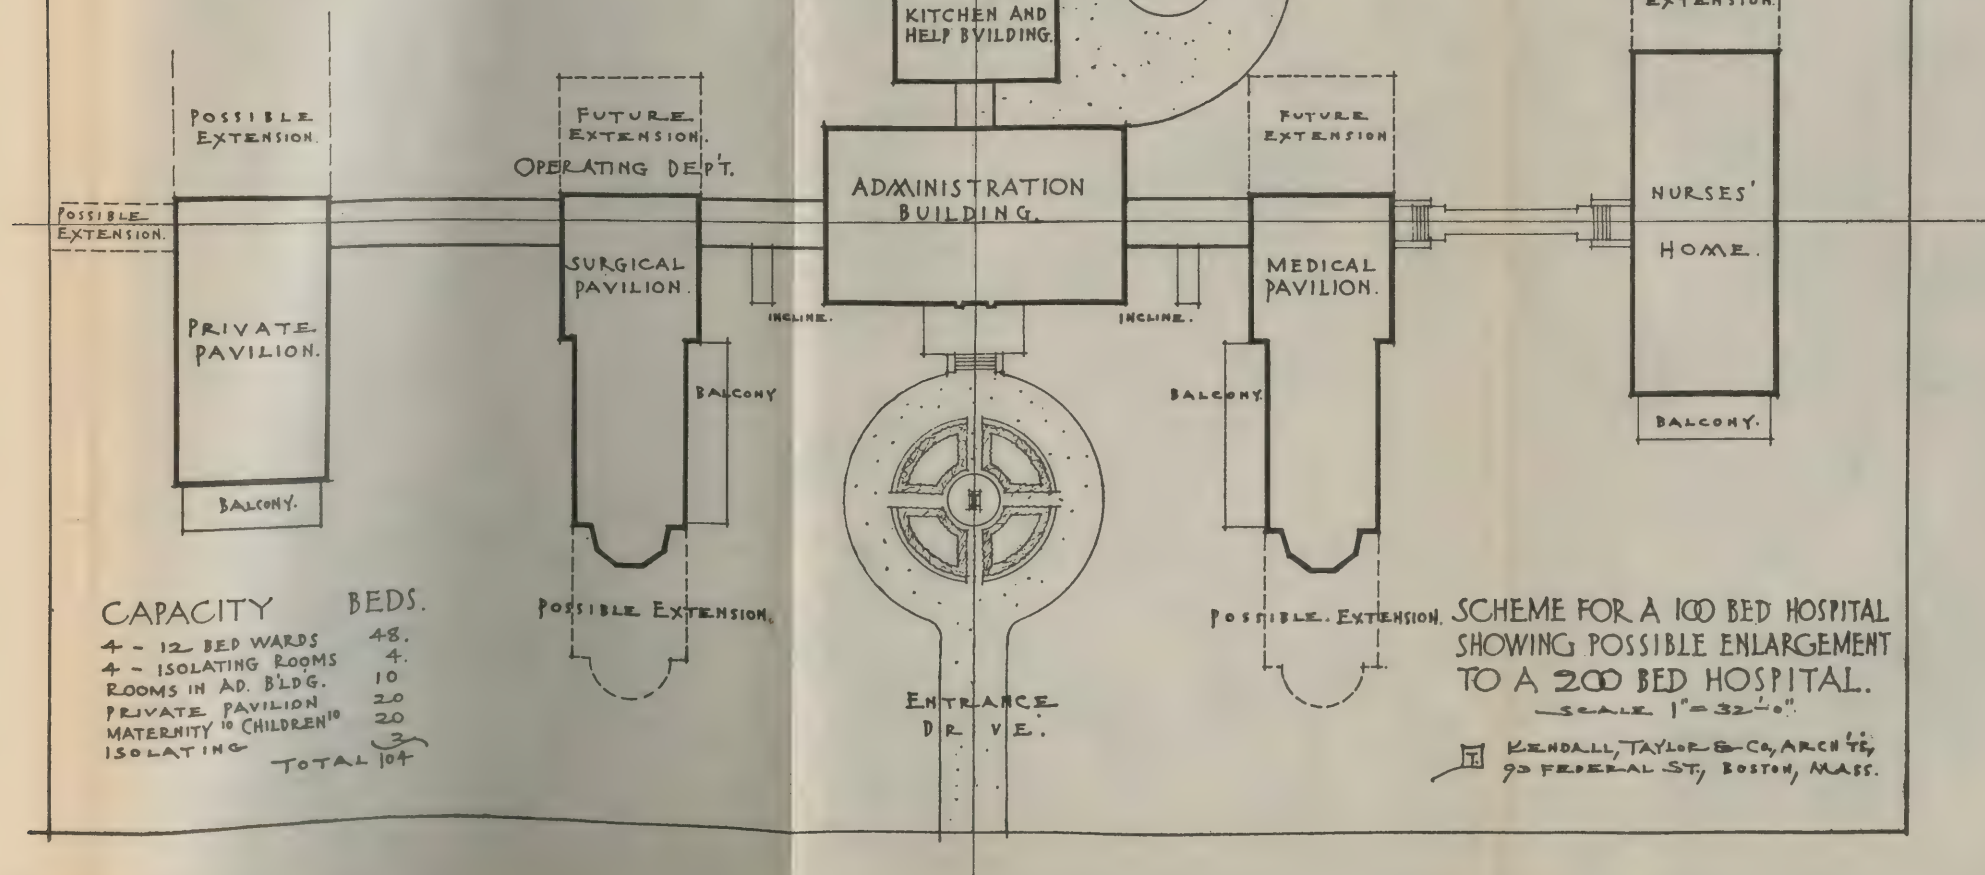 KITCHEN AND
HELP BVILDING.
EXTENSION.
POSSIBLE
EXTENSION.
FUTURE
EXTENSION.
OPERATING DEP'T.
FUTURE
EXTENSION
ADMINISTRATION
BUILDING.
NURSES'
HOME.
POSSIBLE
EXTENSION.
SURGICAL
PAVILION.
MEDICAL
PAVILION.
INCLINE.
INCLINE.
PRIVATE
PAVILION.
BALCONY
BALCONY.
BALCONY.
BALCONY.
POSSIBLE EXTENSION.
POSSIBLE EXTENSION.
CAPACITY BEDS.
4 - 12 BED WARDS 48.
4 - ISOLATING ROOMS 4.
ROOMS IN AD. B'LDG. 10
PRIVATE PAVILION 20
MATERNITY 10 CHILDREN 10 20
ISOLATING 2
TOTAL 104
ENTRANCE
DRIVE.
SCHEME FOR A 100 BED HOSPITAL
SHOWING POSSIBLE ENLARGEMENT
TO A 200 BED HOSPITAL.
SCALE 1"=32'-0".
KENDALL, TAYLOR & CO, ARCH'TS,
93 FEDERAL ST., BOSTON, MASS.